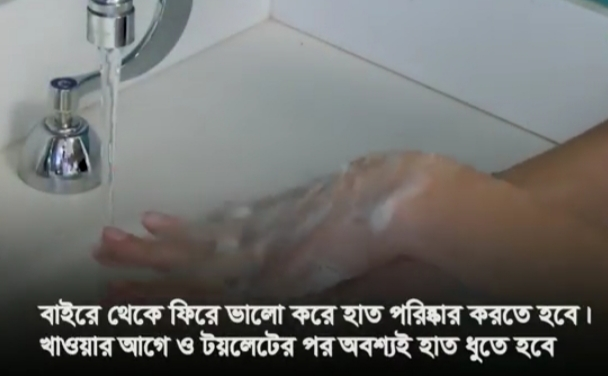 বাইরে থেকে ফিরে ভালো করে হাত পরিষ্কার করতে হবে।
খাওয়ার আগে ও টয়লেটের পর অবশ্যই হাত ধুতে হবে